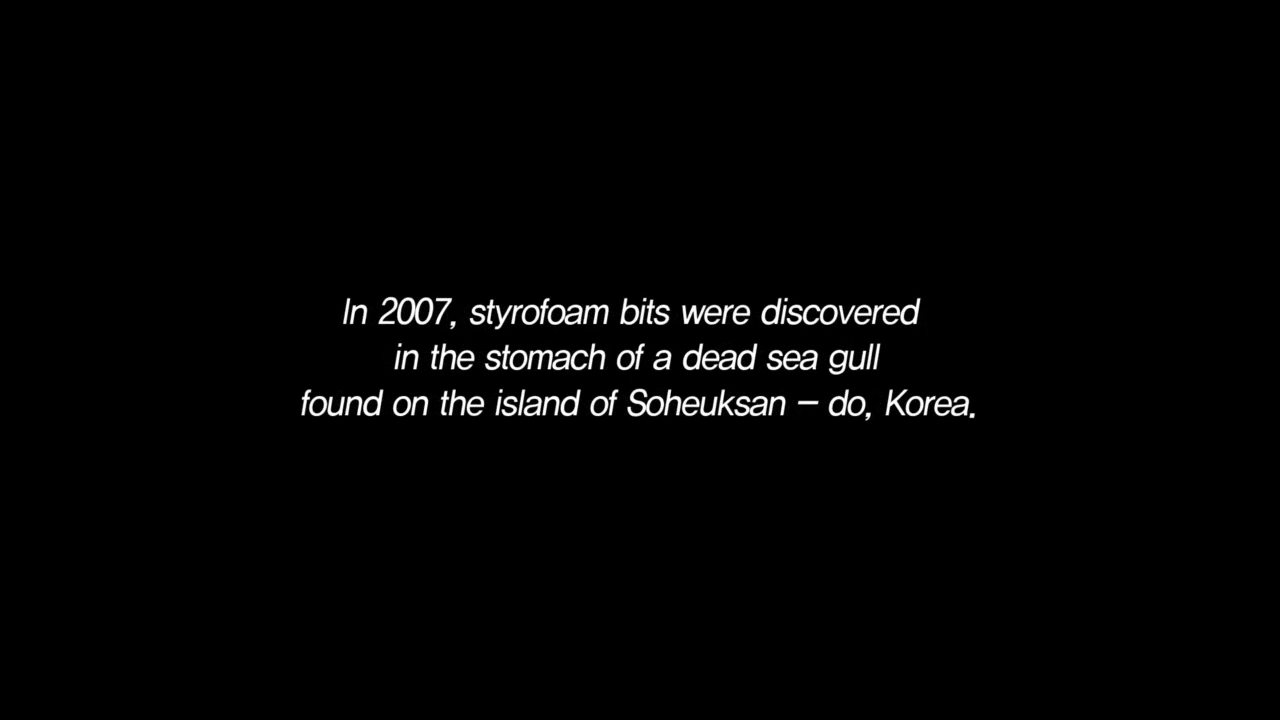 In 2007, styrofoam bits were discovered
in the stomach of a dead sea gull
found on the island of Soheuksan – do, Korea.